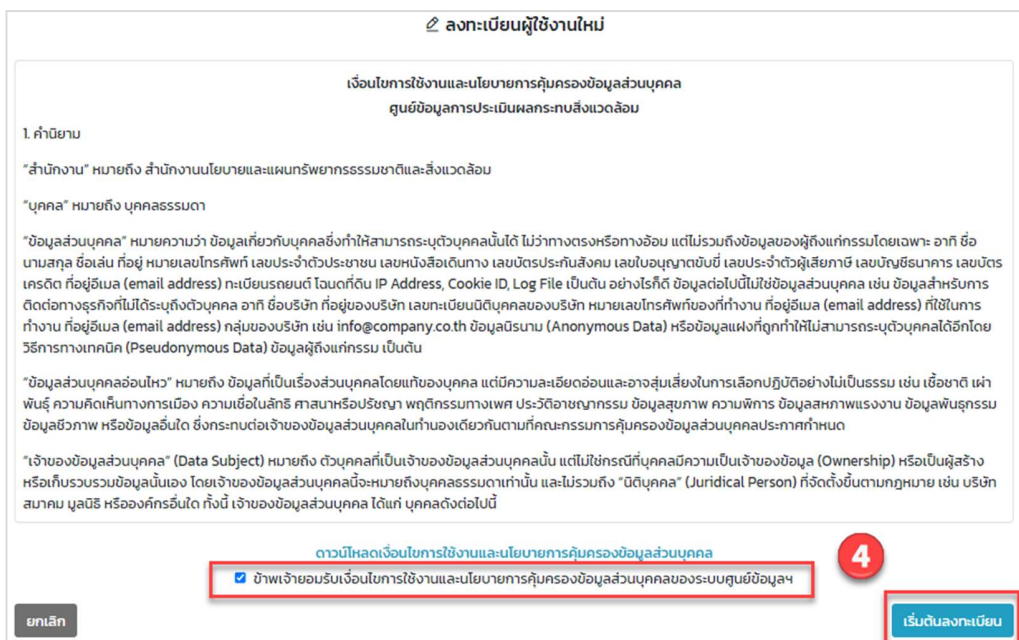 ลงทะเบียนผู้ใช้งานใหม่
เงื่อนไขการใช้งานและนโยบายการคุ้มครองข้อมูลส่วนบุคคล
ศูนย์ข้อมูลการประเมินผลกระทบสิ่งแวดล้อม
1. คำนิยาม
"สำนักงาน" หมายถึง สำนักงานนโยบายและแผนทรัพยากรธรรมชาติและสิ่งแวดล้อม
"บุคคล" หมายถึง บุคคลธรรมดา
"ข้อมูลส่วนบุคคล" หมายความว่า ข้อมูลเกี่ยวกับบุคคลซึ่งทำให้สามารถระบุตัวบุคคลนั้นได้ ไม่ว่าทางตรงหรือทางอ้อม แต่ไม่รวมถึงข้อมูลของผู้ถึงแก่กรรมโดยเฉพาะ อาทิ ชื่อ
นามสกุล ชื่อเล่น ที่อยู่ หมายเลขโทรศัพท์ เลขประจำตัวประชาชน เลขหนังสือเดินทาง เลขบัตรประกันสังคม เลขใบอนุญาตขับขี่ เลขประจำตัวผู้เสียภาษี เลขบัญชีธนาคาร เลขบัตร
เครดิต ที่อยู่อีเมล (email address) ทะเบียนรถยนต์ โฉนดที่ดิน IP Address, Cookie ID, Log File เป็นต้น อย่างไรก็ดี ข้อมูลต่อไปนี้ไม่ใช่ข้อมูลส่วนบุคคล เช่น ข้อมูลสำหรับการ
ติดต่อทางธุรกิจที่ไม่ได้ระบุถึงตัวบุคคล อาทิ ชื่อบริษัท ที่อยู่ของบริษัท เลขทะเบียนนิติบุคคลของบริษัท หมายเลขโทรศัพท์ของที่ทำงาน ที่อยู่อีเมล (email address) ที่ใช้ในการ
ทำงาน ที่อยู่อีเมล (email address) กลุ่มของบริษัท เช่น info@company.co.th ข้อมูลนิรนาม (Anonymous Data) หรือข้อมูลแฝงที่ถูกทำให้ไม่สามารถระบุตัวบุคคลได้อีกโดย
วิธีการทางเทคนิค (Pseudonymous Data) ข้อมูลผู้ถึงแก่กรรม เป็นต้น
"ข้อมูลส่วนบุคคลอ่อนไหว" หมายถึง ข้อมูลที่เป็นเรื่องส่วนบุคคลโดยแท้ของบุคคล แต่มีความละเอียดอ่อนและอาจสุ่มเสี่ยงในการเลือกปฏิบัติอย่างไม่เป็นธรรม เช่น เชื้อชาติ เผ่า
พันธุ์ ความคิดเห็นทางการเมือง ความเชื่อในลัทธิ ศาสนาหรือปรัชญา พฤติกรรมทางเพศ ประวัติอาชญากรรม ข้อมูลสุขภาพ ความพิการ ข้อมูลสหภาพแรงงาน ข้อมูลพันธุกรรม
ข้อมูลชีวภาพ หรือข้อมูลอื่นใด ซึ่งกระทบต่อเจ้าของข้อมูลส่วนบุคคลในทำนองเดียวกันตามที่คณะกรรมการคุ้มครองข้อมูลส่วนบุคคลประกาศกำหนด
"เจ้าของข้อมูลส่วนบุคคล" (Data Subject) หมายถึง ตัวบุคคลที่เป็นเจ้าของข้อมูลส่วนบุคคลนั้น แต่ไม่ใช่กรณีที่บุคคลมีความเป็นเจ้าของข้อมูล (Ownership) หรือเป็นผู้สร้าง
หรือเก็บรวบรวมข้อมูลนั้นเอง โดยเจ้าของข้อมูลส่วนบุคคลนี้จะหมายถึงบุคคลธรรมดาเท่านั้น และไม่รวมถึง "นิติบุคคล" (Juridical Person) ที่จัดตั้งขึ้นตามกฎหมาย เช่น บริษัท
สมาคม มูลนิธิ หรือองค์กรอื่นใด ทั้งนี้ เจ้าของข้อมูลส่วนบุคคล ได้แก่ บุคคลดังต่อไปนี้
ดาวน์โหลดเงื่อนไขการใช้งานและนโยบายการคุ้มครองข้อมูลส่วนบุคคล
4
ข้าพเจ้ายอมรับเงื่อนไขการใช้งานและนโยบายการคุ้มครองข้อมูลส่วนบุคคลของระบบศูนย์ข้อมูลฯ
ยกเลิก
เริ่มต้นลงทะเบียน